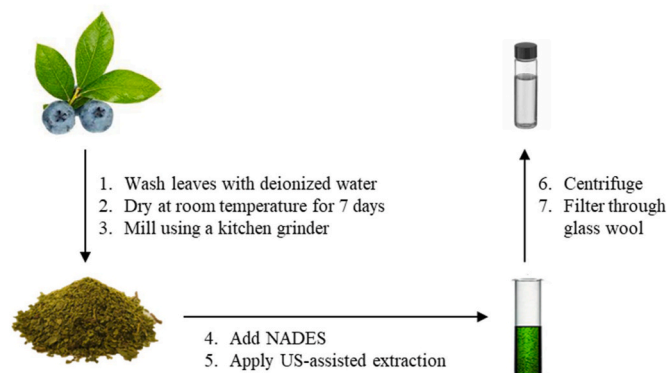 1. Wash leaves with deionized water
2. Dry at room temperature for 7 days
3. Mill using a kitchen grinder
4. Add NADES
5. Apply US-assisted extraction
6. Centrifuge
7. Filter through
glass wool